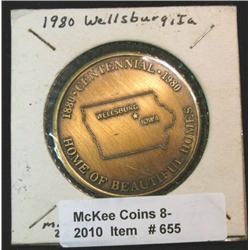 1980 Wellsburg, Ia
1880 · CENTENNIAL · 1980
WELLSBURG
IOWA
HOME OF BEAUTIFUL HOMES
McKee Coins 8-
2010 Item # 655